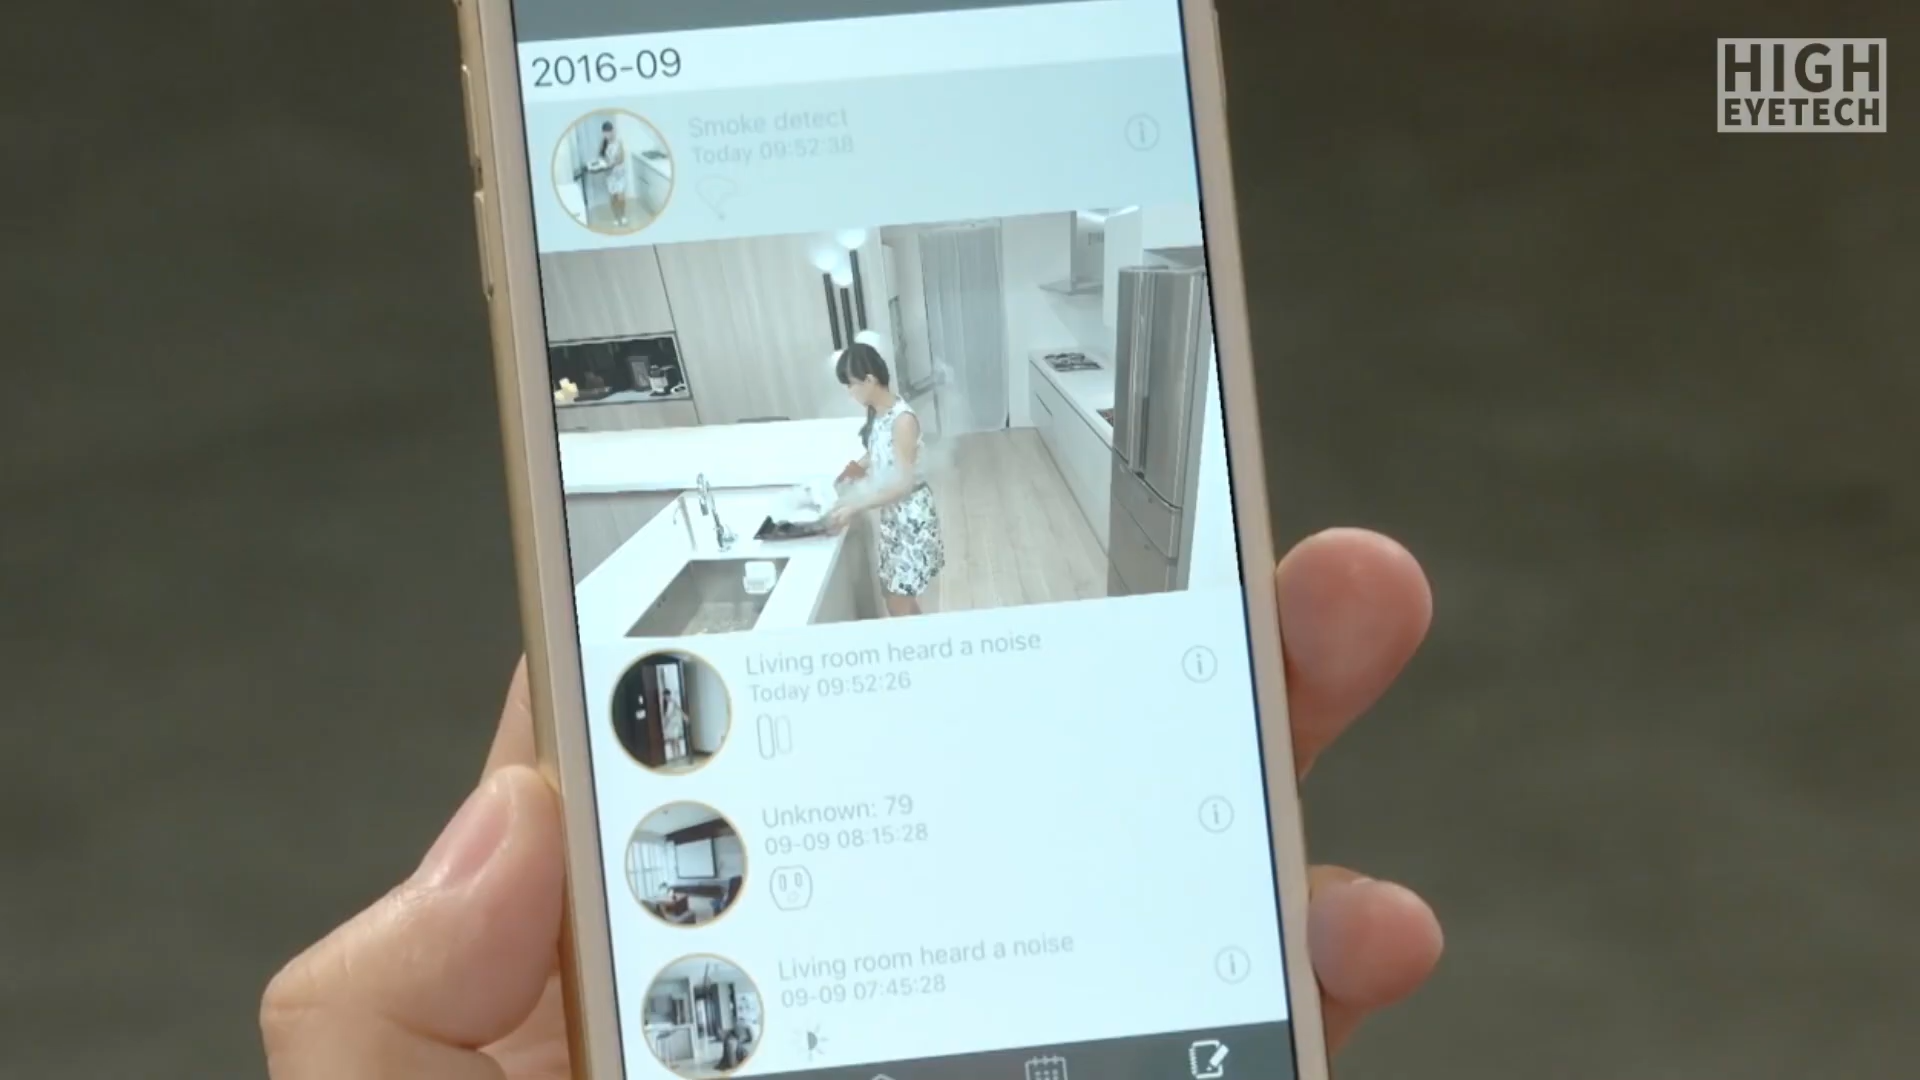 HIGH
EYETECH
2016-09
Smoke detect
Today 09:52:38
Living room heard a noise
Today 09:52:26
Unknown: 79
09-09 08:15:28
Living room heard a noise
09-09 07:45:28